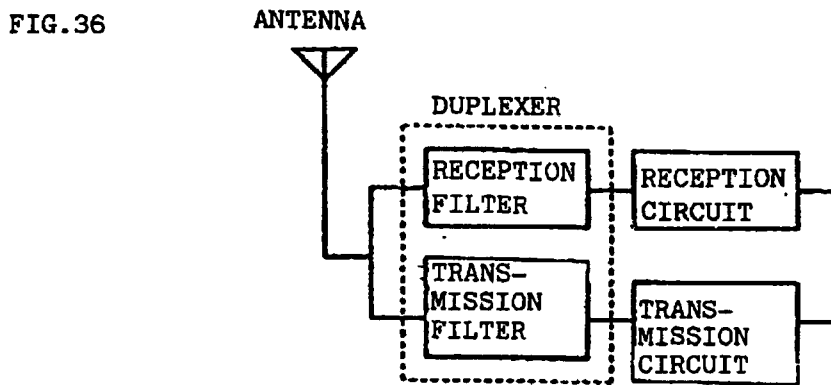 FIG.36
ANTENNA
DUPLEXER
RECEPTION
FILTER
RECEPTION
CIRCUIT
TRANS-
MISSION
FILTER
TRANS-
MISSION
CIRCUIT